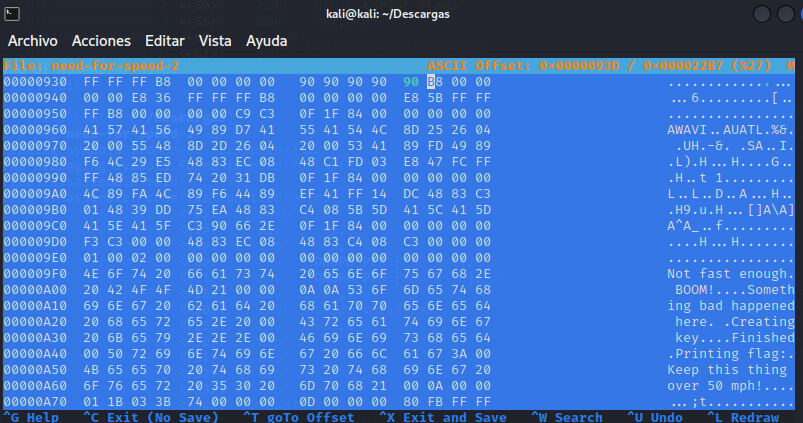 kali@kali: ~/Descargas
Archivo Acciones Editar Vista Ayuda
File: need-for-speed-2 ASCII Offset: 0x0000093D / 0x000022B7 (%27) M
00000930 FF FF FF B8 00 00 00 00 90 90 90 90 90 B8 00 00 ................
00000940 00 00 E8 36 FF FF FF B8 00 00 00 00 E8 5B FF FF ...6.........[..
00000950 FF B8 00 00 00 00 C9 C3 0F 1F 84 00 00 00 00 00 ................
00000960 41 57 41 56 49 89 D7 41 55 41 54 4C 8D 25 26 04 AWAVI..AUATL.%&.
00000970 20 00 55 48 8D 2D 26 04 20 00 53 41 89 FD 49 89 .UH.-&. .SA..I.
00000980 F6 4C 29 E5 48 83 EC 08 48 C1 FD 03 E8 47 FC FF .L).H...H....G..
00000990 FF 48 85 ED 74 20 31 DB 0F 1F 84 00 00 00 00 00 .H..t 1.........
000009A0 4C 89 FA 4C 89 F6 44 89 EF 41 FF 14 DC 48 83 C3 L..L..D..A...H..
000009B0 01 48 39 DD 75 EA 48 83 C4 08 5B 5D 41 5C 41 5D .H9.u.H...[]A\A]
000009C0 41 5E 41 5F C3 90 66 2E 0F 1F 84 00 00 00 00 00 A^A_..f.........
000009D0 F3 C3 00 00 48 83 EC 08 48 83 C4 08 C3 00 00 00 ....H...H.......
000009E0 01 00 02 00 00 00 00 00 00 00 00 00 00 00 00 00 ................
000009F0 4E 6F 74 20 66 61 73 74 20 65 6E 6F 75 67 68 2E Not fast enough.
00000A00 20 42 4F 4F 4D 21 00 00 0A 0A 53 6F 6D 65 74 68 BOOM!....Someth
00000A10 69 6E 67 20 62 61 64 20 68 61 70 70 65 6E 65 64 ing bad happened
00000A20 20 68 65 72 65 2E 20 00 43 72 65 61 74 69 6E 67 here. .Creating
00000A30 20 6B 65 79 2E 2E 2E 00 46 69 6E 69 73 68 65 64 key....Finished
00000A40 00 50 72 69 6E 74 69 6E 67 20 66 6C 61 67 3A 00 .Printing flag:.
00000A50 4B 65 65 70 20 74 68 69 73 20 74 68 69 6E 67 20 Keep this thing
00000A60 6F 76 65 72 20 35 30 20 6D 70 68 21 00 00 0A 00 over 50 mph!....
00000A70 01 1B 03 3B 74 00 00 00 0D 00 00 00 80 FB FF FF ...;t...........
^G Help ^C Exit (No Save) ^T goTo Offset ^X Exit and Save ^W Search ^U Undo ^L Redraw